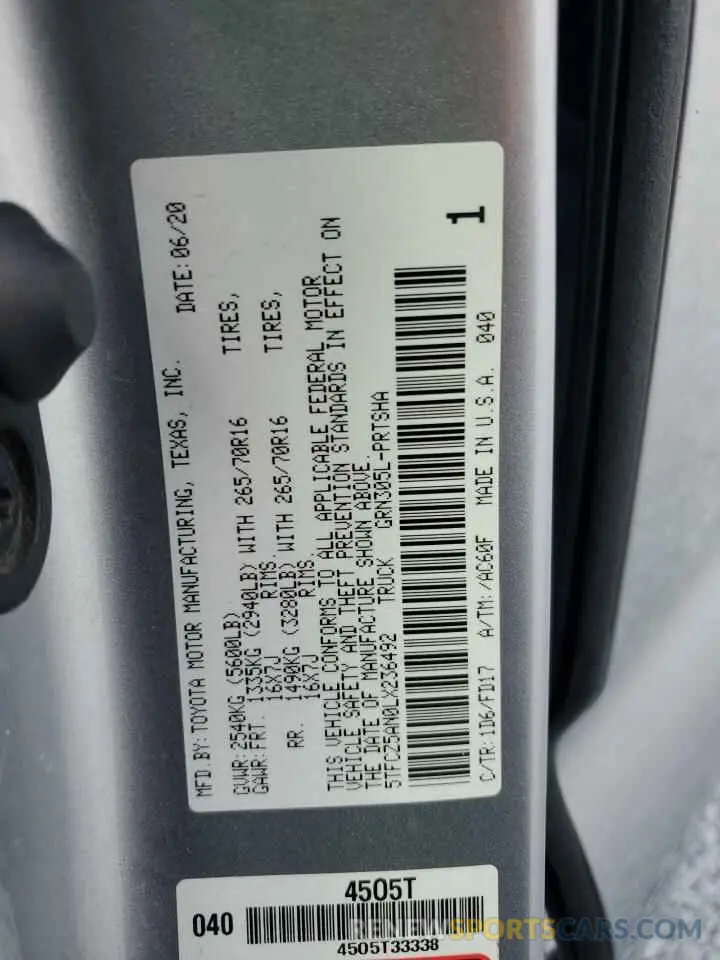 MFD.BY:TOYOTA MOTOR MANUFACTURING, TEXAS, INC. DATE:06/20
GVWR:2540KG (5600LB)
GAWR:FRT. 1335KG (2940LB) WITH 265/70R16 TIRES,
16X7J RIMS.
RR. 1490KG (3280LB) WITH 265/70R16 TIRES,
16X7J RIMS.
THIS VEHICLE CONFORMS TO ALL APPLICABLE FEDERAL MOTOR
VEHICLE SAFETY AND THEFT PREVENTION STANDARDS IN EFFECT ON
THE DATE OF MANUFACTURE SHOWN ABOVE.
5TFCZ5AN0LX236492 TRUCK GRN305L-PRTSHA
1
C/TR:1D6/FD17 A/TM:/AC60F MADE IN U.S.A. 040
4505T
040
4505T33338
RENEWSPORTSCARS.COM